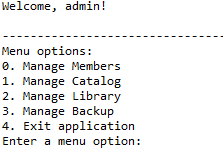 Welcome, admin!
--------------------------------
Menu options:
0. Manage Members
1. Manage Catalog
2. Manage Library
3. Manage Backup
4. Exit application
Enter a menu option: